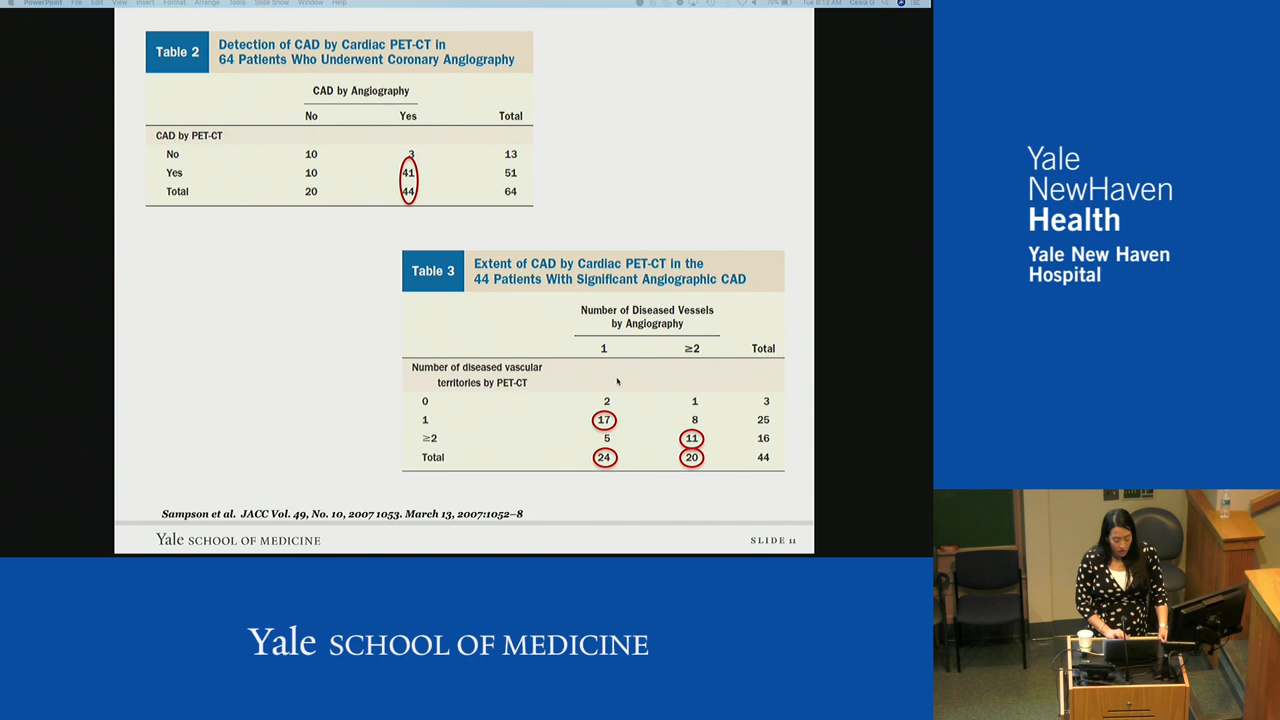 PowerPoint File Edit View Insert Format Arrange Tools Slide Show Window Help
Tue 8:13 AM
Table 2
Detection of CAD by Cardiac PET-CT in
64 Patients Who Underwent Coronary Angiography
CAD by Angiography
No Yes Total
CAD by PET-CT
No 10 3 13
Yes 10 41 51
Total 20 44 64
Table 3
Extent of CAD by Cardiac PET-CT in the
44 Patients With Significant Angiographic CAD
Number of Diseased Vessels
by Angiography
1 ≥2 Total
Number of diseased vascular
territories by PET-CT
0 2 1 3
1 17 8 25
≥2 5 11 16
Total 24 20 44
Sampson et al. JACC Vol. 49, No. 10, 2007 1053. March 13, 2007:1052–8
Yale SCHOOL OF MEDICINE
SLIDE 11
Yale
NewHaven
Health
Yale New Haven
Hospital
Yale SCHOOL OF MEDICINE